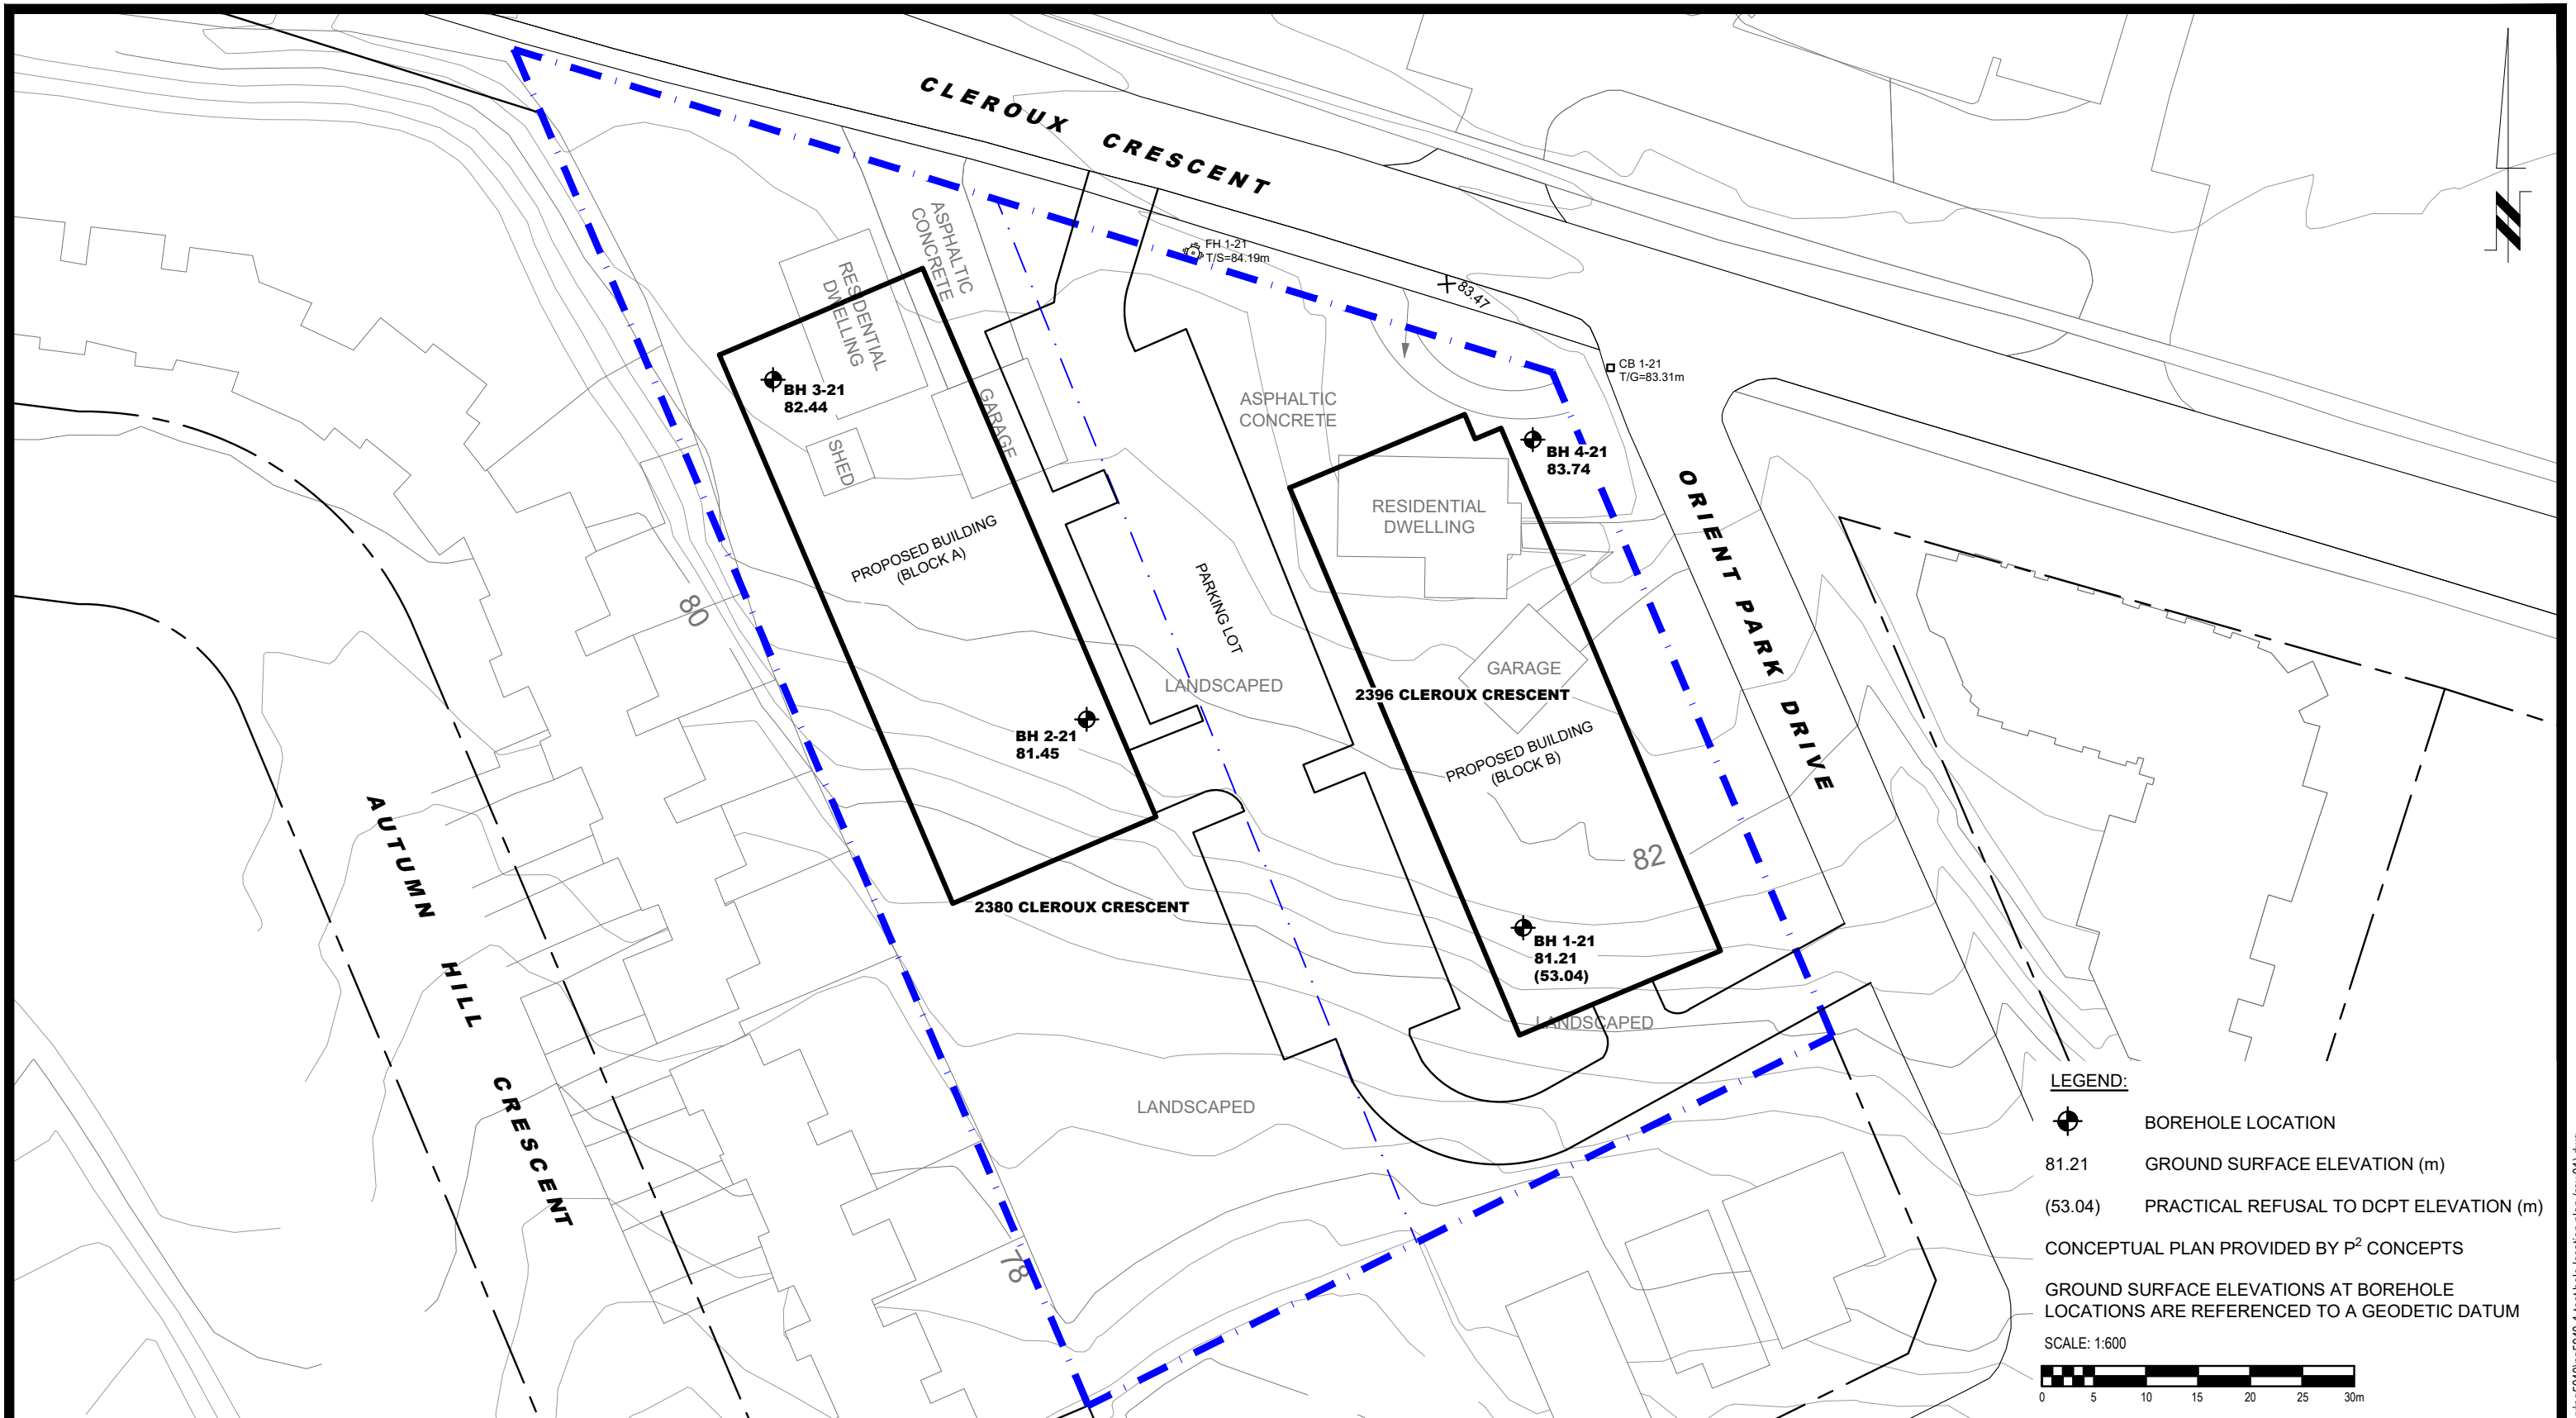 CLEROUX CRESCENT
ASPHALTIC
CONCRETE
FH 1-21
T/S=84.19m
83.47
RESIDENTIAL
DWELLING
CB 1-21
T/G=83.31m
BH 3-21
82.44
GARAGE
SHED
ASPHALTIC
CONCRETE
BH 4-21
83.74
RESIDENTIAL
DWELLING
ORIENT PARK DRIVE
PROPOSED BUILDING
(BLOCK A)
PARKING LOT
80
LANDSCAPED
GARAGE
2396 CLEROUX CRESCENT
BH 2-21
81.45
PROPOSED BUILDING
(BLOCK B)
82
AUTUMN HILL CRESCENT
2380 CLEROUX CRESCENT
BH 1-21
81.21
(53.04)
LANDSCAPED
LANDSCAPED
78
LEGEND:
BOREHOLE LOCATION
81.21 GROUND SURFACE ELEVATION (m)
(53.04) PRACTICAL REFUSAL TO DCPT ELEVATION (m)
CONCEPTUAL PLAN PROVIDED BY P² CONCEPTS
GROUND SURFACE ELEVATIONS AT BOREHOLE
LOCATIONS ARE REFERENCED TO A GEODETIC DATUM
SCALE: 1:600
0 5 10 15 20 25 30m